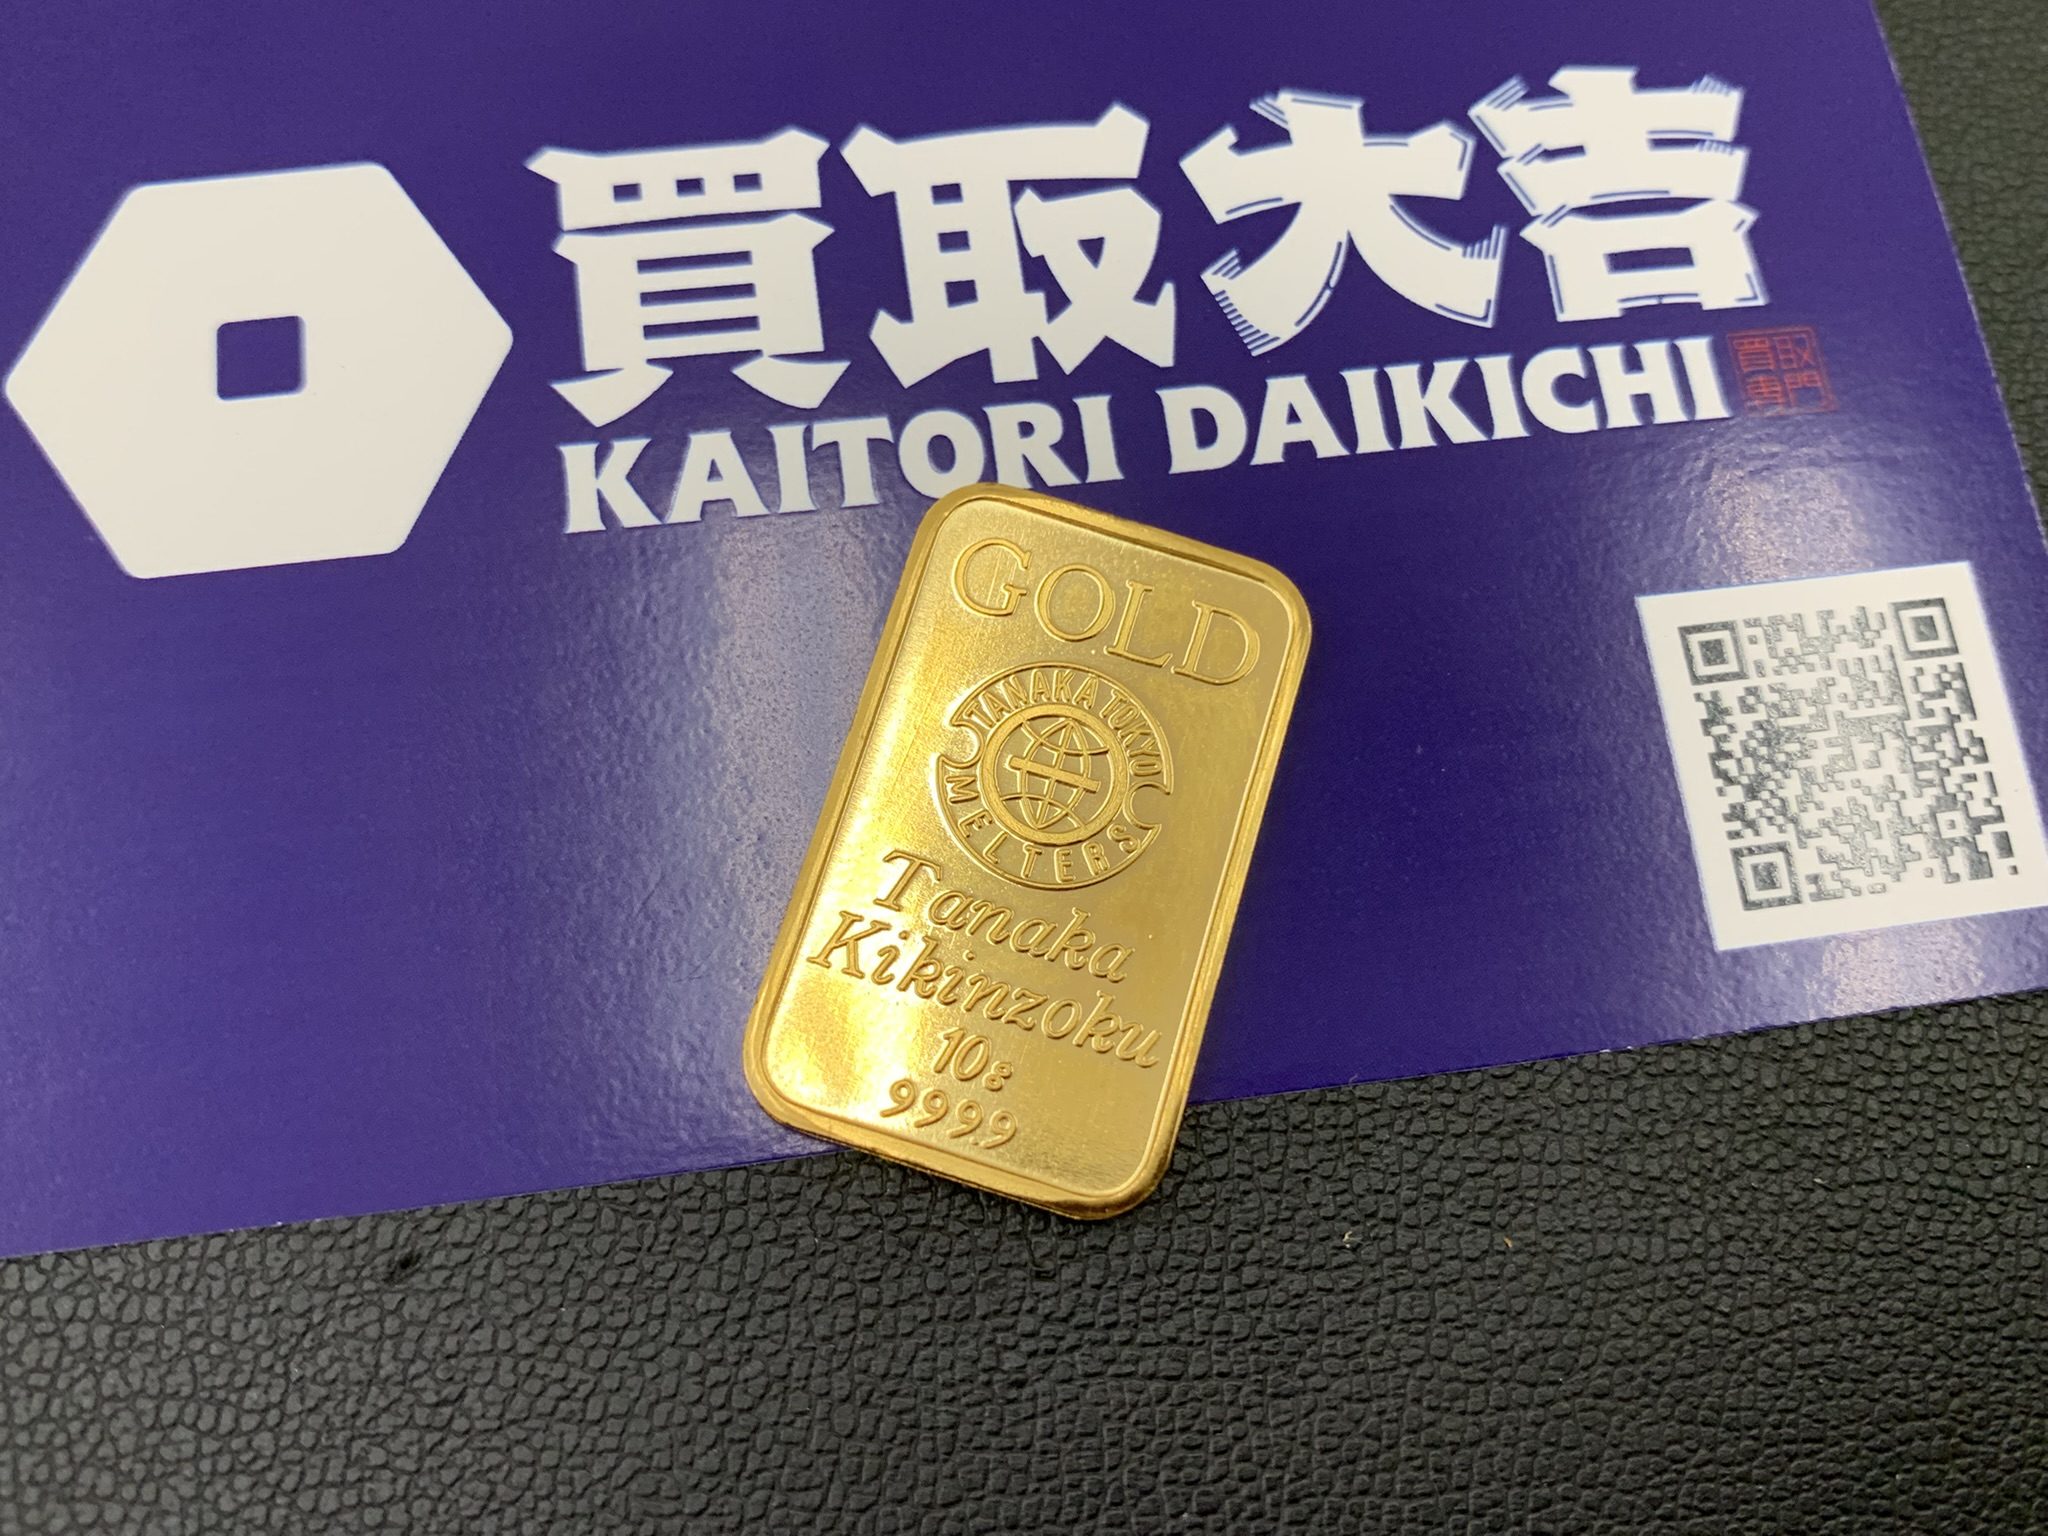 買取大吉
KAITORI DAIKICHI
GOLD
TANAKA TOKYO
MELTERS
Tanaka
Kikinzoku
10g
999.9